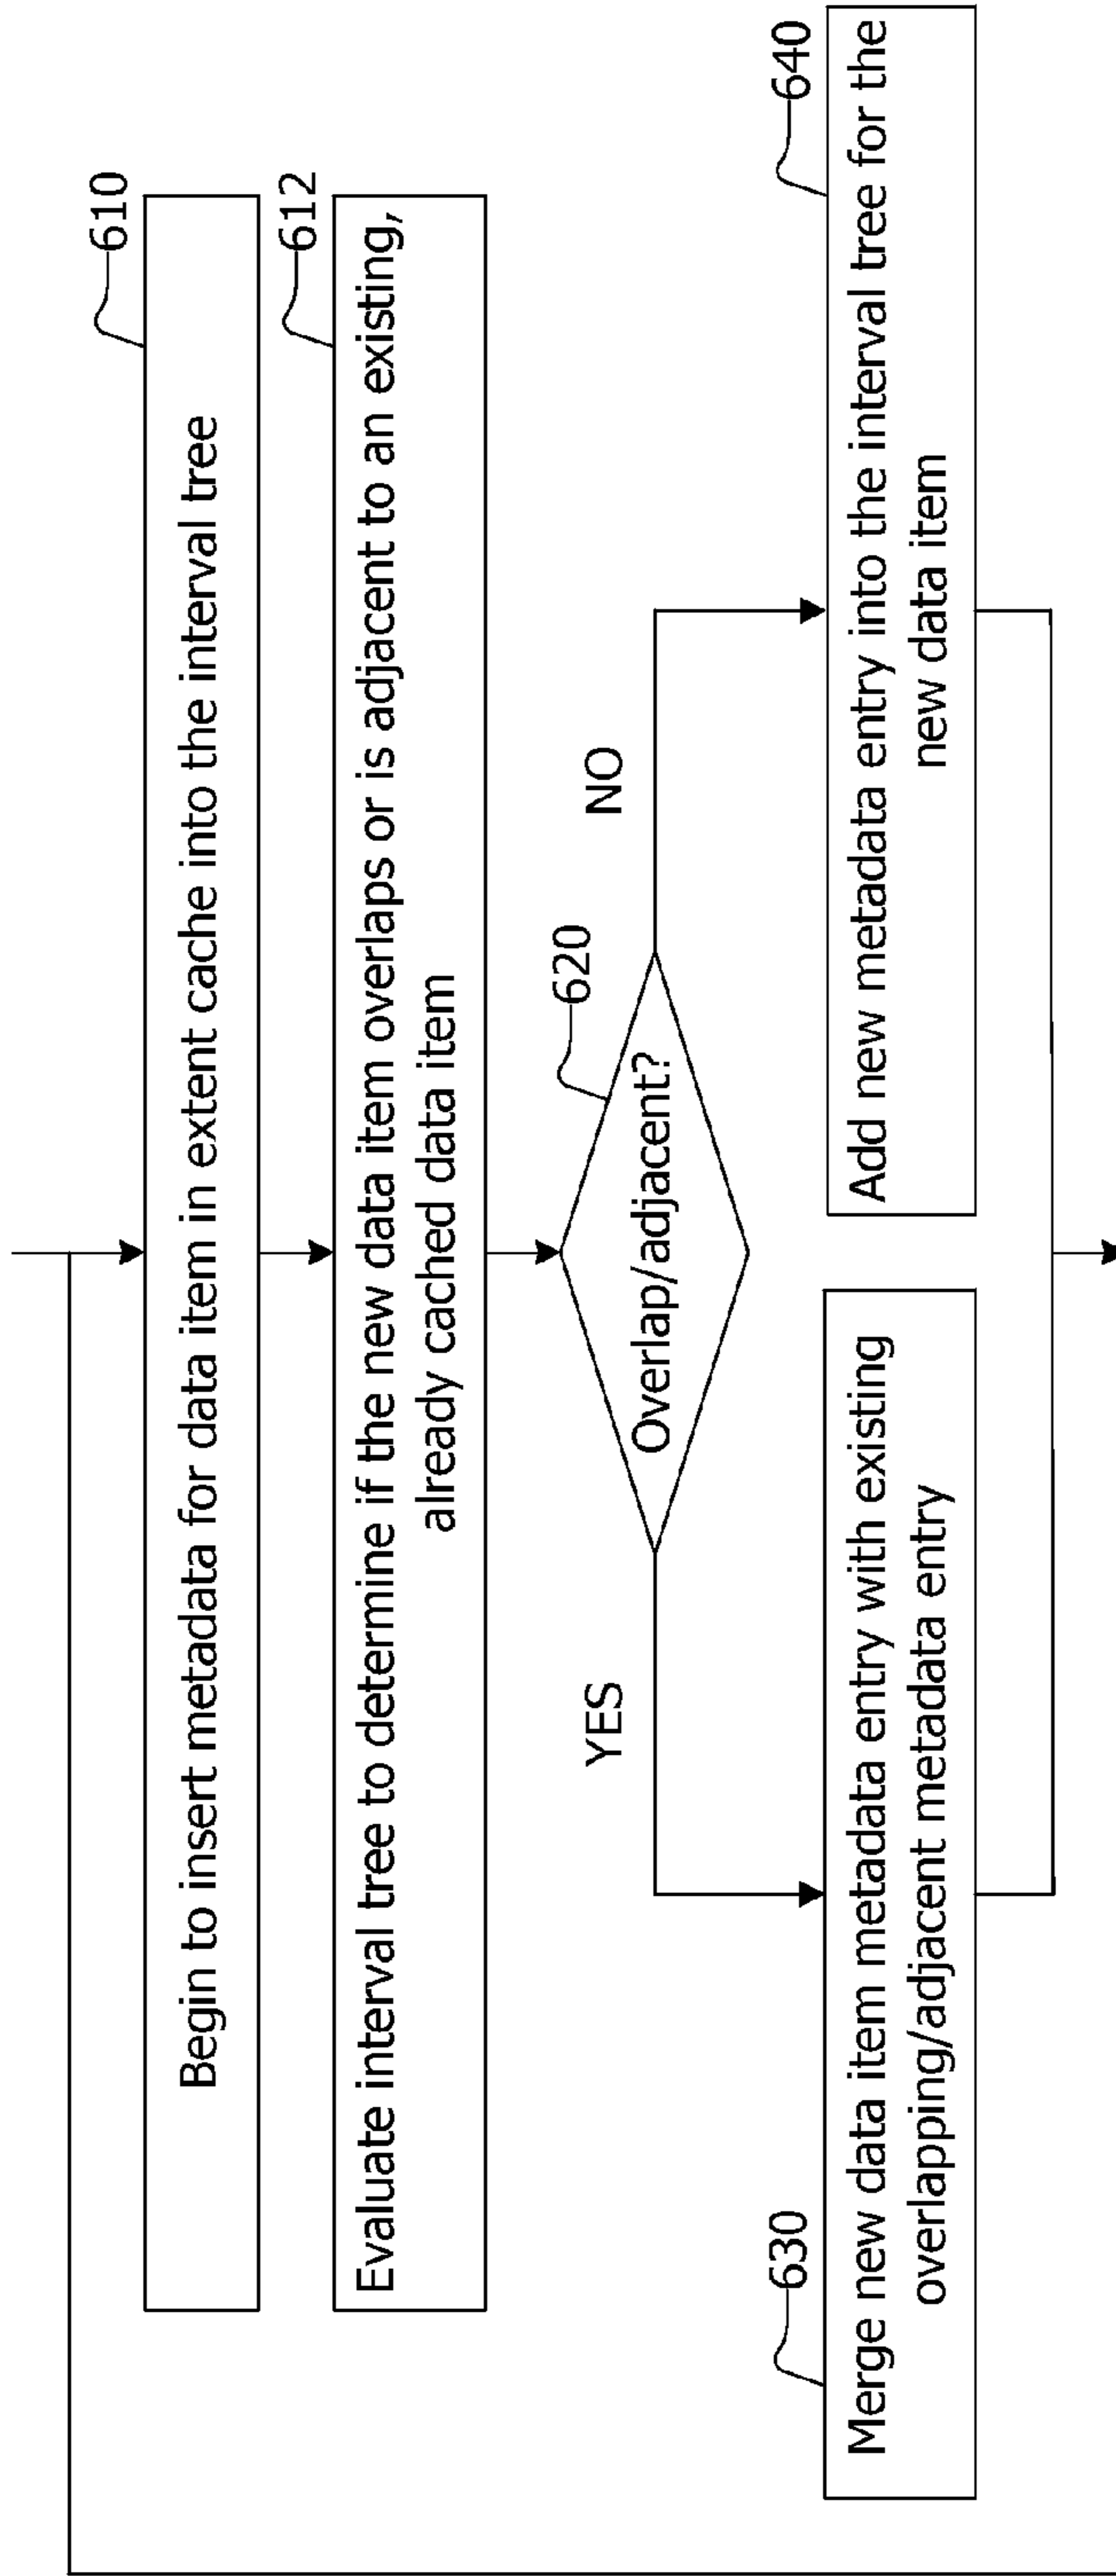 610
Begin to insert metadata for data item in extent cache into the interval tree
612
Evaluate interval tree to determine if the new data item overlaps or is adjacent to an existing,
already cached data item
620
Overlap/adjacent?
YES
NO
630
Merge new data item metadata entry with existing
overlapping/adjacent metadata entry
640
Add new metadata entry into the interval tree for the
new data item